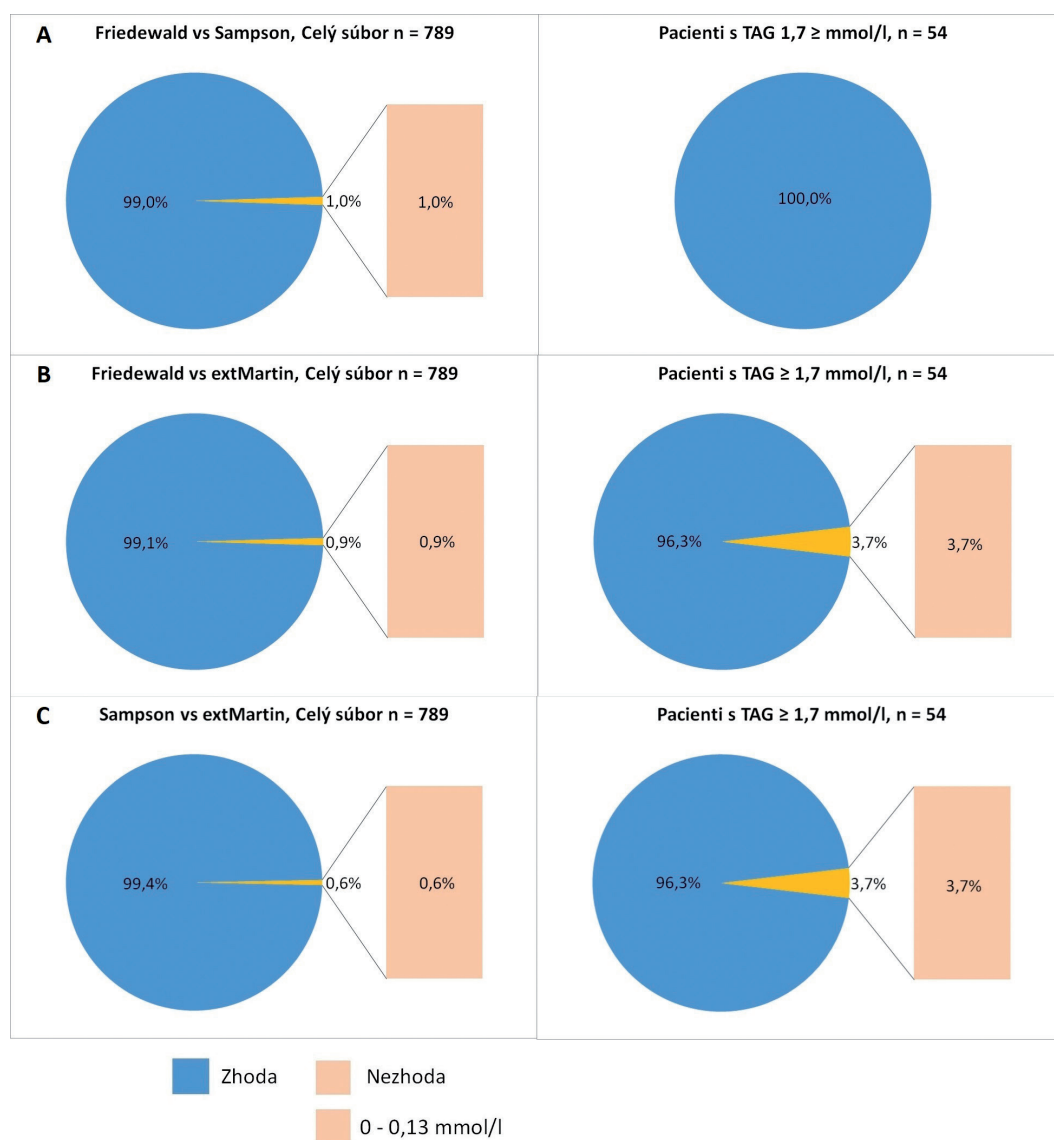 A
Friedewald vs Sampson, Celý súbor n = 789
99,0%
1,0%
1,0%
Pacienti s TAG 1,7 ≥ mmol/l, n = 54
100,0%
B
Friedewald vs extMartin, Celý súbor n = 789
99,1%
0,9%
0,9%
Pacienti s TAG ≥ 1,7 mmol/l, n = 54
96,3%
3,7%
3,7%
C
Sampson vs extMartin, Celý súbor n = 789
99,4%
0,6%
0,6%
Pacienti s TAG ≥ 1,7 mmol/l, n = 54
96,3%
3,7%
3,7%
Zhoda
Nezhoda
0 - 0,13 mmol/l